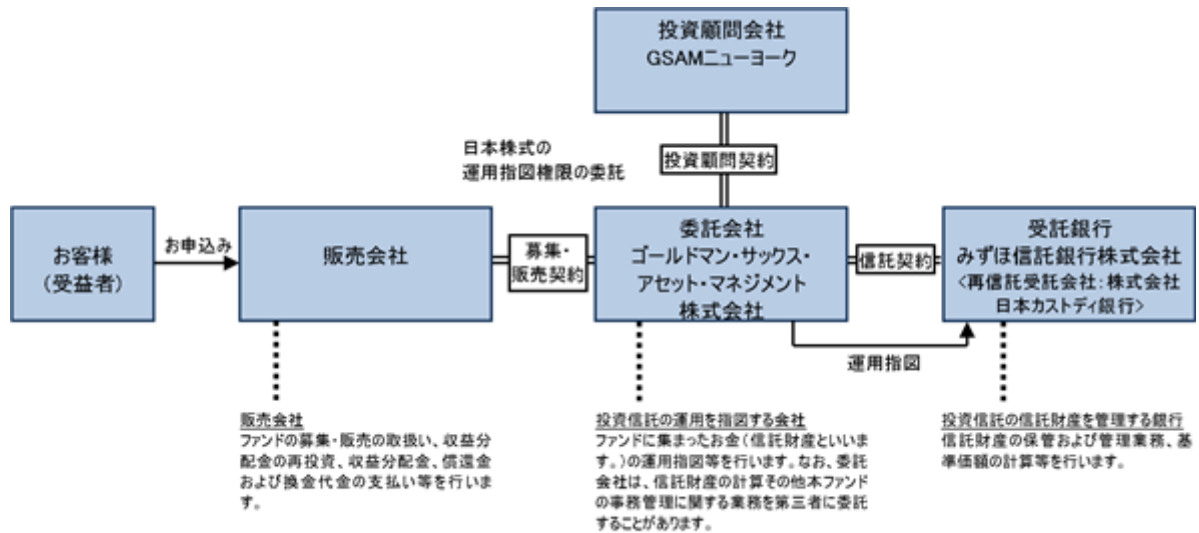 投資顧問会社
GSAMニューヨーク
日本株式の
運用指図権限の委託
投資顧問契約
お客様
(受益者)
お申込み
販売会社
募集・
販売契約
委託会社
ゴールドマン・サックス・
アセット・マネジメント
株式会社
信託契約
受託銀行
みずほ信託銀行株式会社
<再信託受託会社:株式会社
日本カストディ銀行>
運用指図
販売会社
ファンドの募集・販売の取扱い、収益分
配金の再投資、収益分配金、償還金
および換金代金の支払い等を行いま
す。
投資信託の運用を指図する会社
ファンドに集まったお金(信託財産といいま
す。)の運用指図等を行います。なお、委託
会社は、信託財産の計算その他本ファンド
の事務管理に関する業務を第三者に委託
することがあります。
投資信託の信託財産を管理する銀行
信託財産の保管および管理業務、基
準価額の計算等を行います。